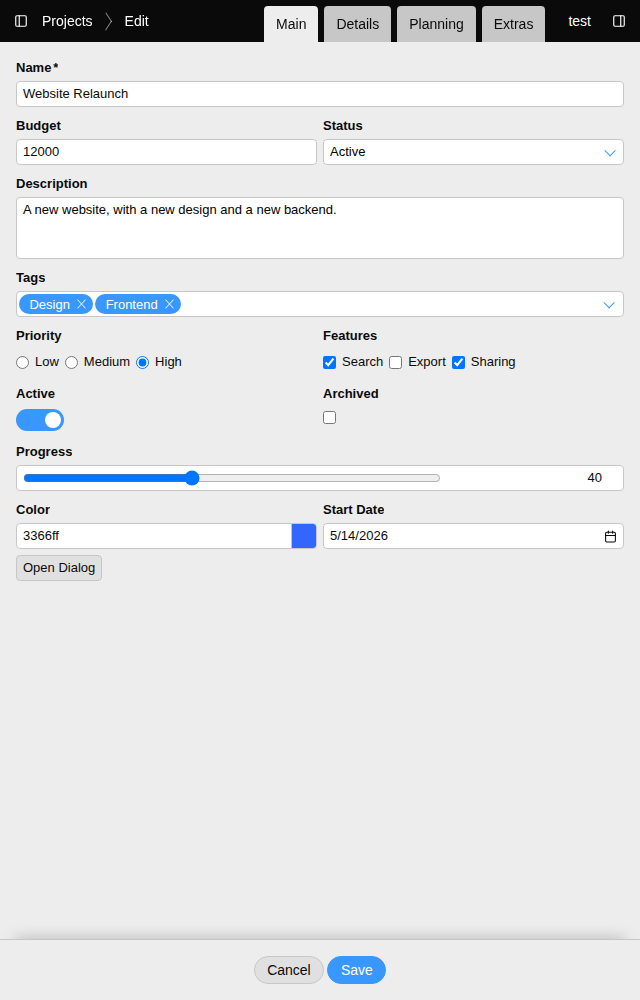 Projects Edit Main Details Planning Extras test
Name*
Website Relaunch
Budget Status
12000 Active
Description
A new website, with a new design and a new backend.
Tags
Design Frontend
Priority Features
Low Medium High Search Export Sharing
Active Archived
Progress
40
Color Start Date
3366ff 5/14/2026
Open Dialog
Cancel Save